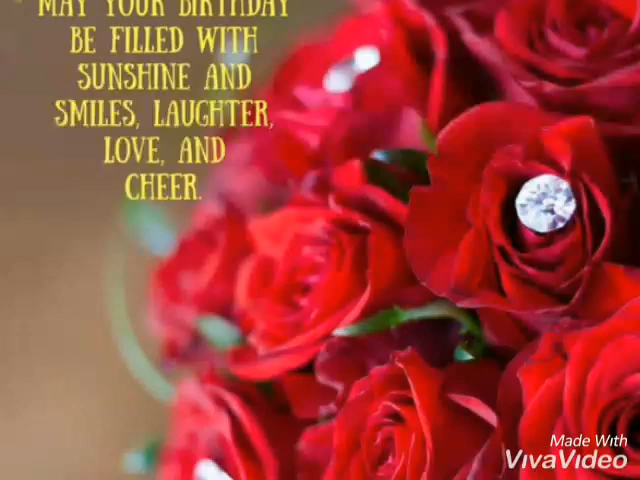 MAY YOUR BIRTHDAY
BE FILLED WITH
SUNSHINE AND
SMILES, LAUGHTER,
LOVE, AND
CHEER.
Made With
VivaVideo